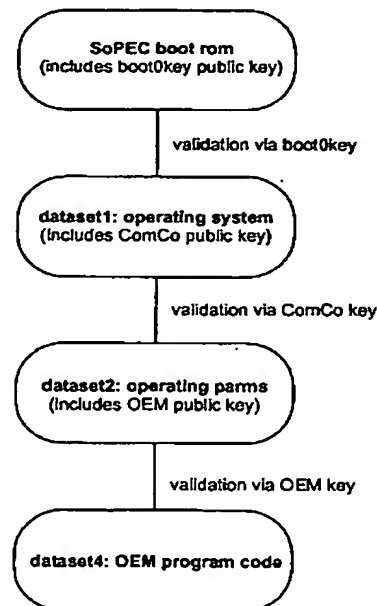 SoPEC boot rom
(includes boot0key public key)
validation via boot0key
dataset1: operating system
(includes ComCo public key)
validation via ComCo key
dataset2: operating parms
(includes OEM public key)
validation via OEM key
dataset4: OEM program code